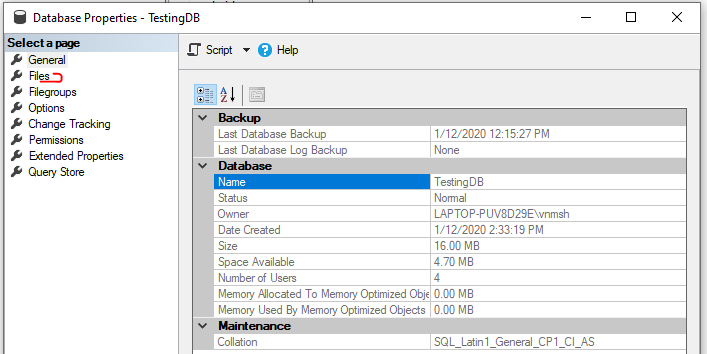 Database Properties - TestingDB
Select a page
General
Files
Filegroups
Options
Change Tracking
Permissions
Extended Properties
Query Store
Script
Help
Backup
Last Database Backup 1/12/2020 12:15:27 PM
Last Database Log Backup None
Database
Name TestingDB
Status Normal
Owner LAPTOP-PUV8D29E\vnmsh
Date Created 1/12/2020 2:33:19 PM
Size 16.00 MB
Space Available 4.70 MB
Number of Users 4
Memory Allocated To Memory Optimized Obje 0.00 MB
Memory Used By Memory Optimized Objects 0.00 MB
Maintenance
Collation SQL_Latin1_General_CP1_CI_AS